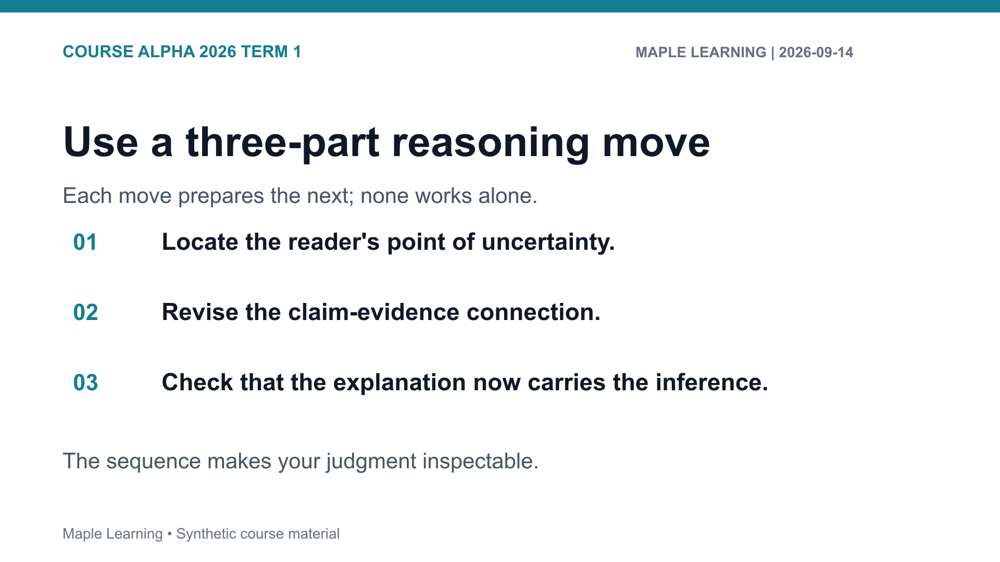 COURSE ALPHA 2026 TERM 1
MAPLE LEARNING | 2026-09-14
Use a three-part reasoning move
Each move prepares the next; none works alone.
01 Locate the reader's point of uncertainty.
02 Revise the claim-evidence connection.
03 Check that the explanation now carries the inference.
The sequence makes your judgment inspectable.
Maple Learning • Synthetic course material